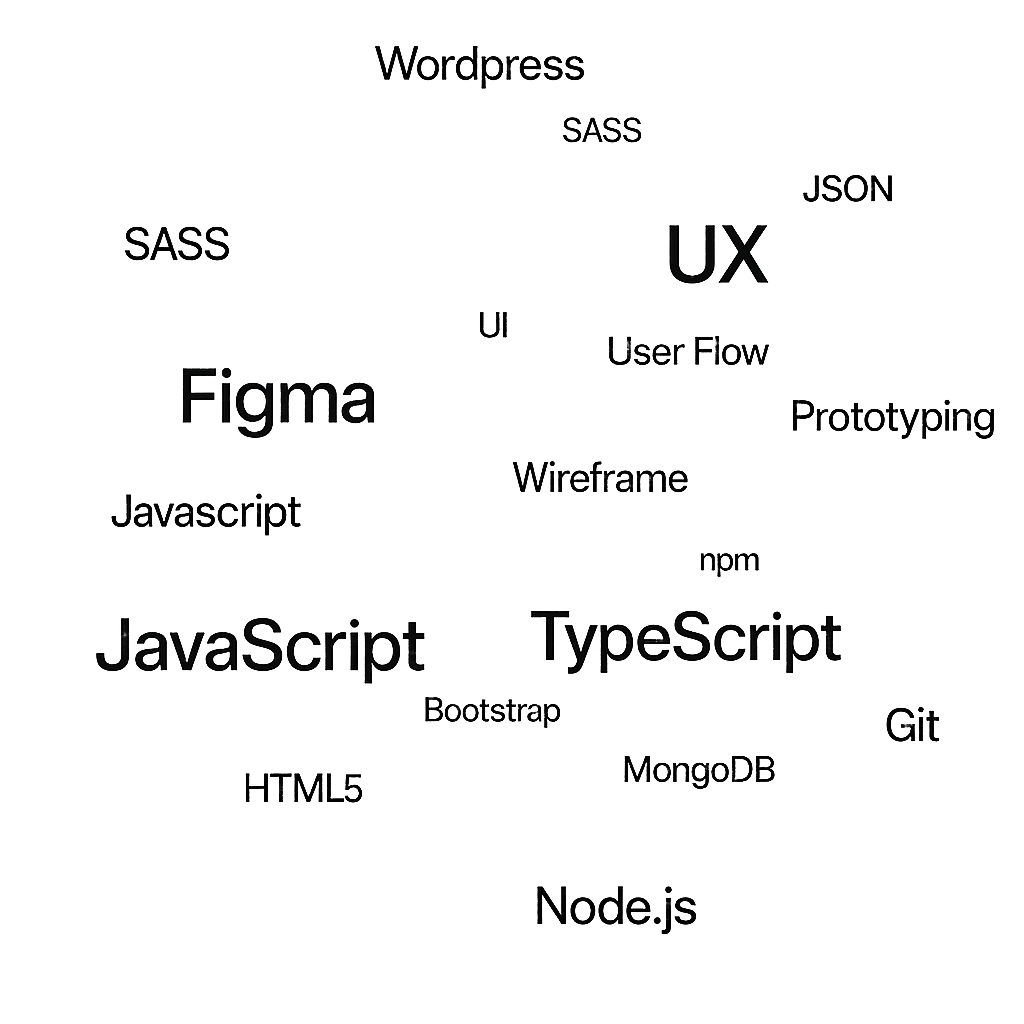 Wordpress
SASS
JSON
SASS
UX
UI
User Flow
Figma
Prototyping
Wireframe
Javascript
npm
JavaScript
TypeScript
Bootstrap
Git
MongoDB
HTML5
Node.js